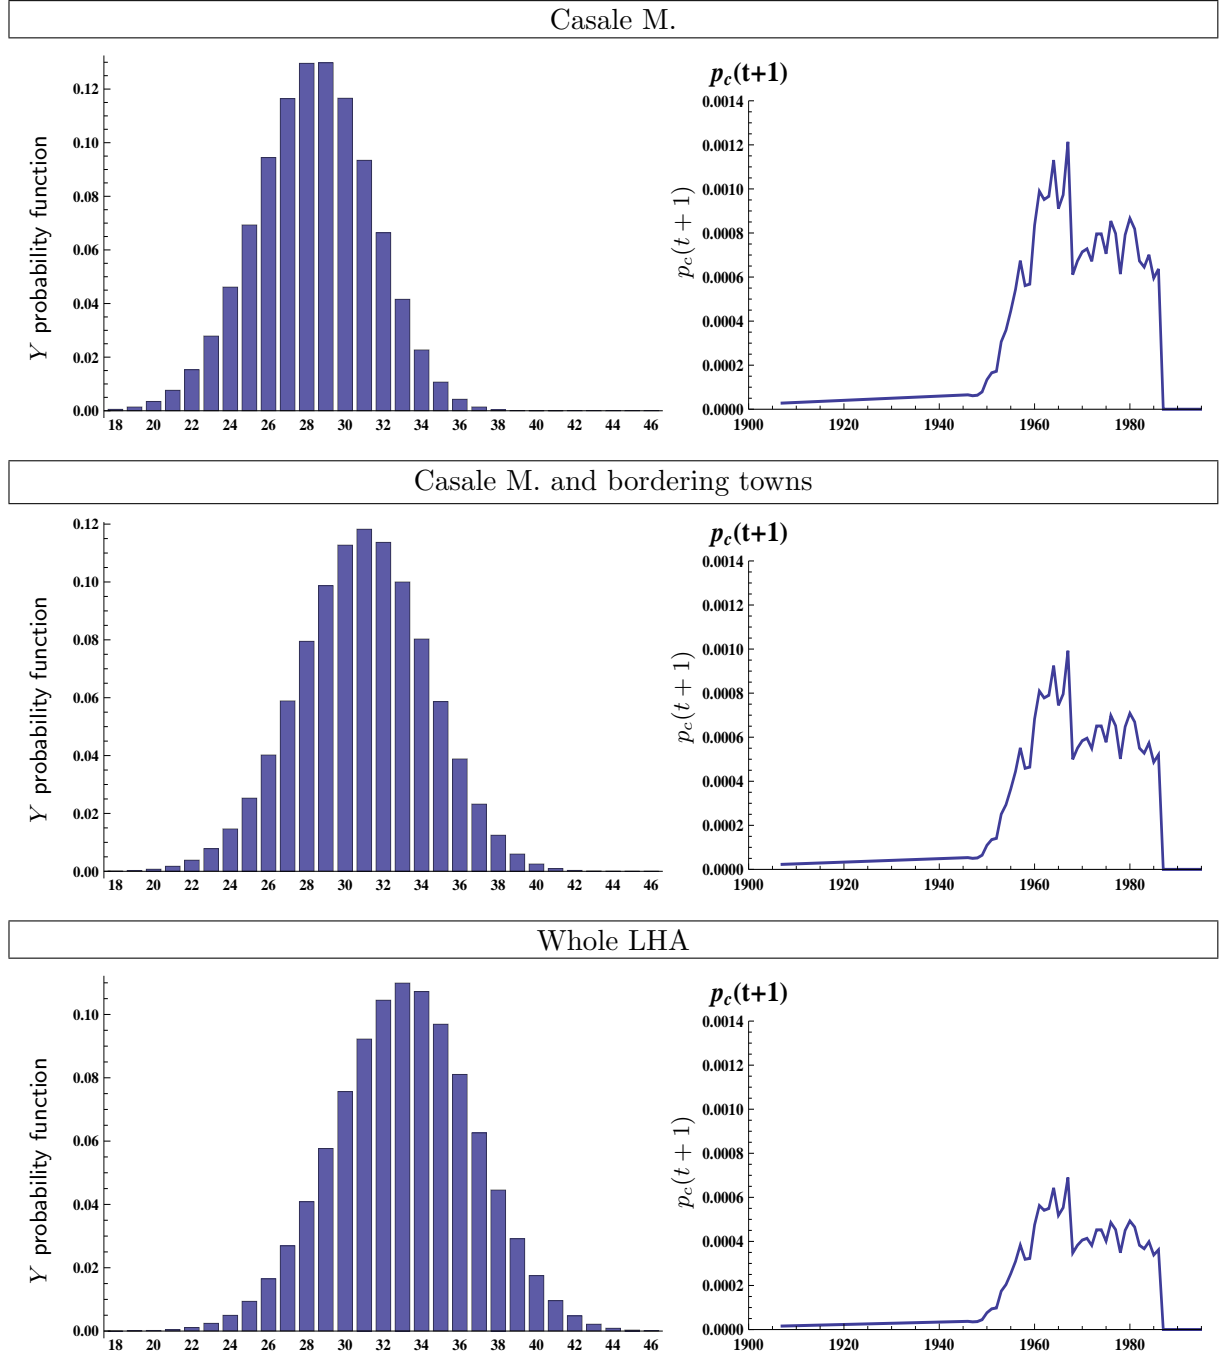 Casale M.
Y probability function
0.12
0.10
0.08
0.06
0.04
0.02
0.00
18 20 22 24 26 28 30 32 34 36 38 40 42 44 46
p_c(t+1)
p_c(t + 1)
0.0014
0.0012
0.0010
0.0008
0.0006
0.0004
0.0002
0.0000
1900 1920 1940 1960 1980
Casale M. and bordering towns
Y probability function
0.12
0.10
0.08
0.06
0.04
0.02
0.00
18 20 22 24 26 28 30 32 34 36 38 40 42 44 46
p_c(t+1)
p_c(t + 1)
0.0014
0.0012
0.0010
0.0008
0.0006
0.0004
0.0002
0.0000
1900 1920 1940 1960 1980
Whole LHA
Y probability function
0.10
0.08
0.06
0.04
0.02
0.00
18 20 22 24 26 28 30 32 34 36 38 40 42 44 46
p_c(t+1)
p_c(t + 1)
0.0014
0.0012
0.0010
0.0008
0.0006
0.0004
0.0002
0.0000
1900 1920 1940 1960 1980